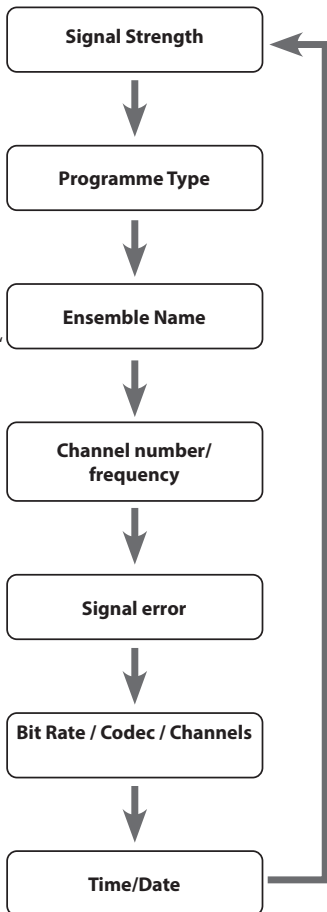 Signal Strength
Programme Type
Ensemble Name
Channel number/
frequency
Signal error
Bit Rate / Codec / Channels
Time/Date